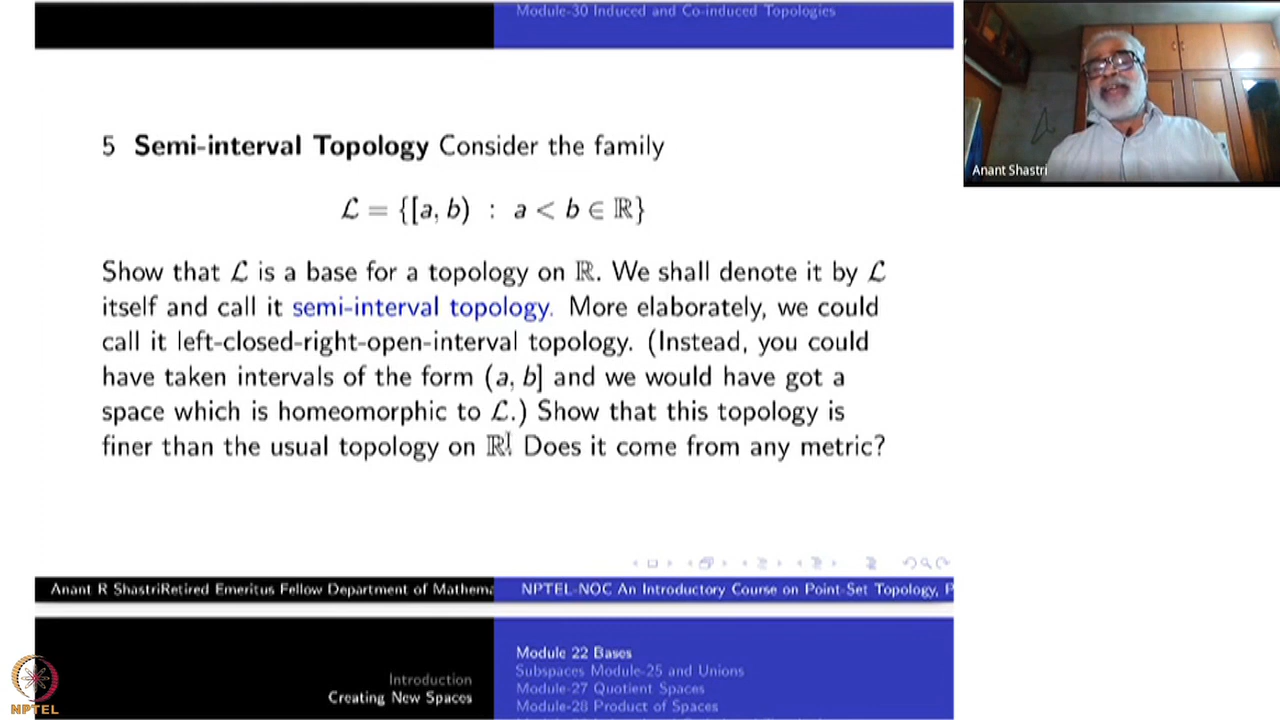 Module-30 Induced and Co-induced Topologies
Anant Shastri
5 Semi-interval Topology Consider the family
ℒ = {[a, b) : a < b ∈ ℝ}
Show that ℒ is a base for a topology on ℝ. We shall denote it by ℒ
itself and call it semi-interval topology. More elaborately, we could
call it left-closed-right-open-interval topology. (Instead, you could
have taken intervals of the form (a, b] and we would have got a
space which is homeomorphic to ℒ.) Show that this topology is
finer than the usual topology on ℝ. Does it come from any metric?
Anant R ShastriRetired Emeritus Fellow Department of Mathema
NPTEL-NOC An Introductory Course on Point-Set Topology, P
Introduction
Creating New Spaces
Module 22 Bases
Subspaces Module-25 and Unions
Module-27 Quotient Spaces
Module-28 Product of Spaces
NPTEL